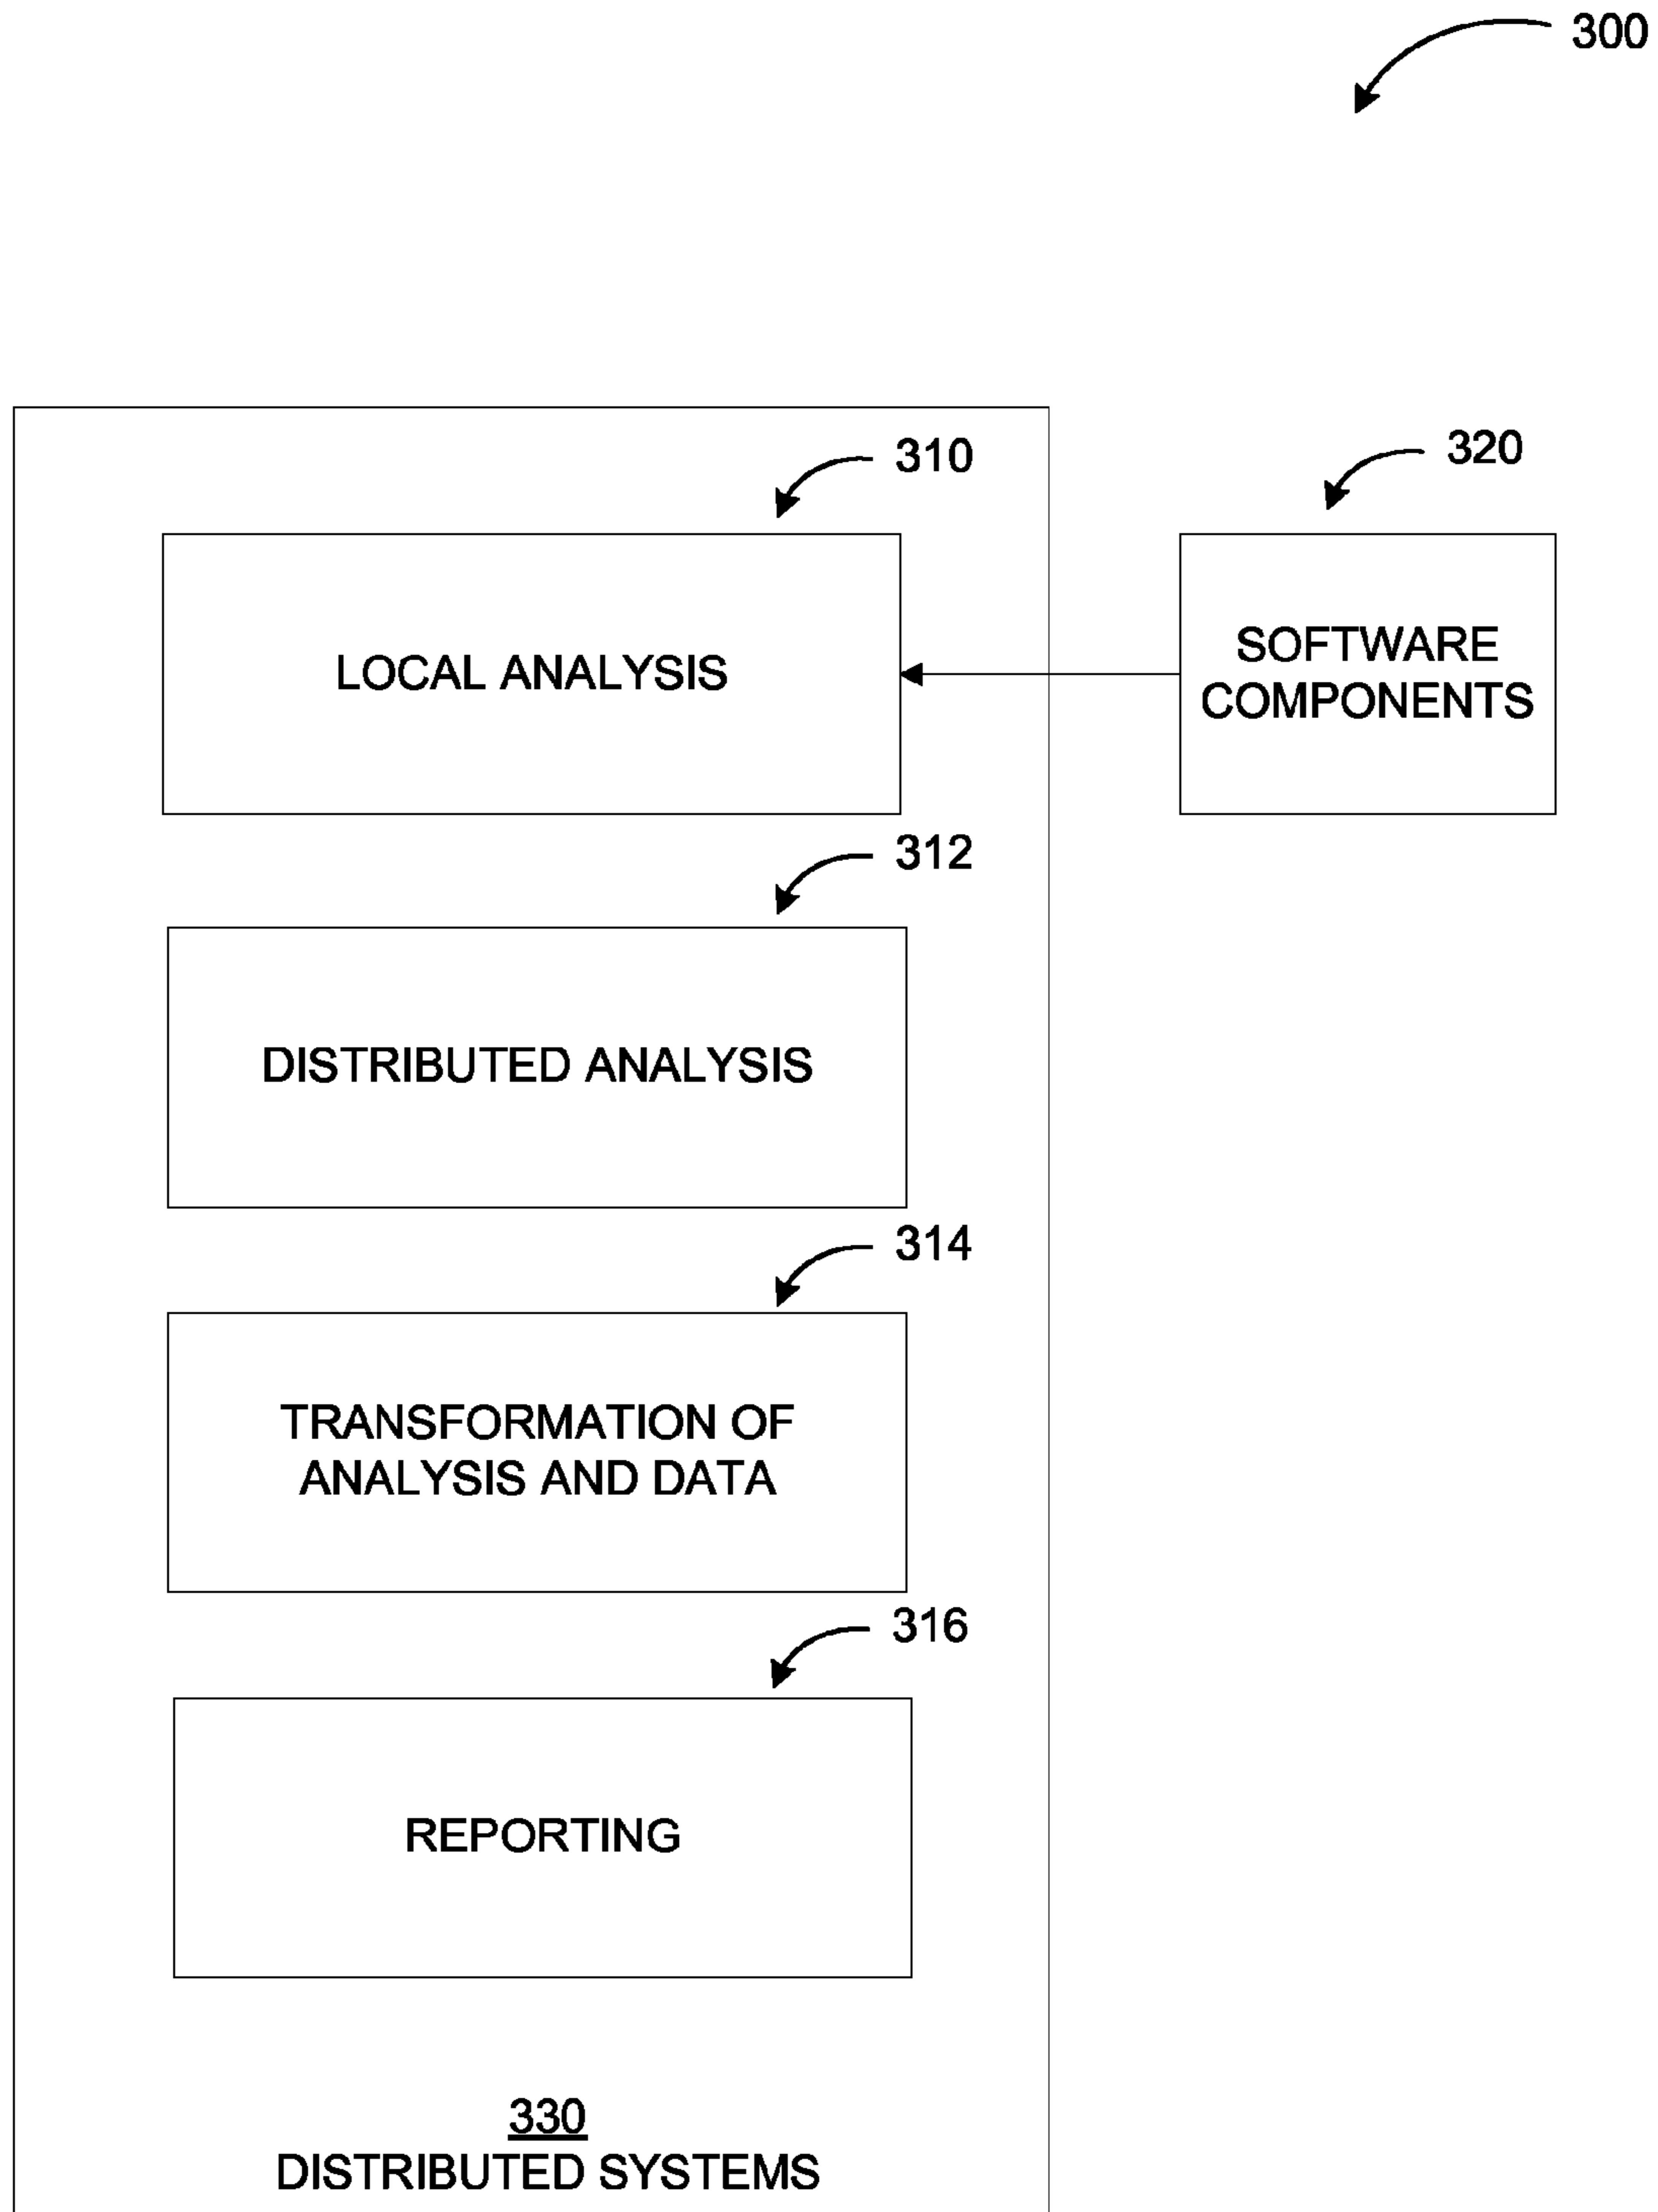 300
310
320
LOCAL ANALYSIS
SOFTWARE
COMPONENTS
312
DISTRIBUTED ANALYSIS
314
TRANSFORMATION OF
ANALYSIS AND DATA
316
REPORTING
330
DISTRIBUTED SYSTEMS